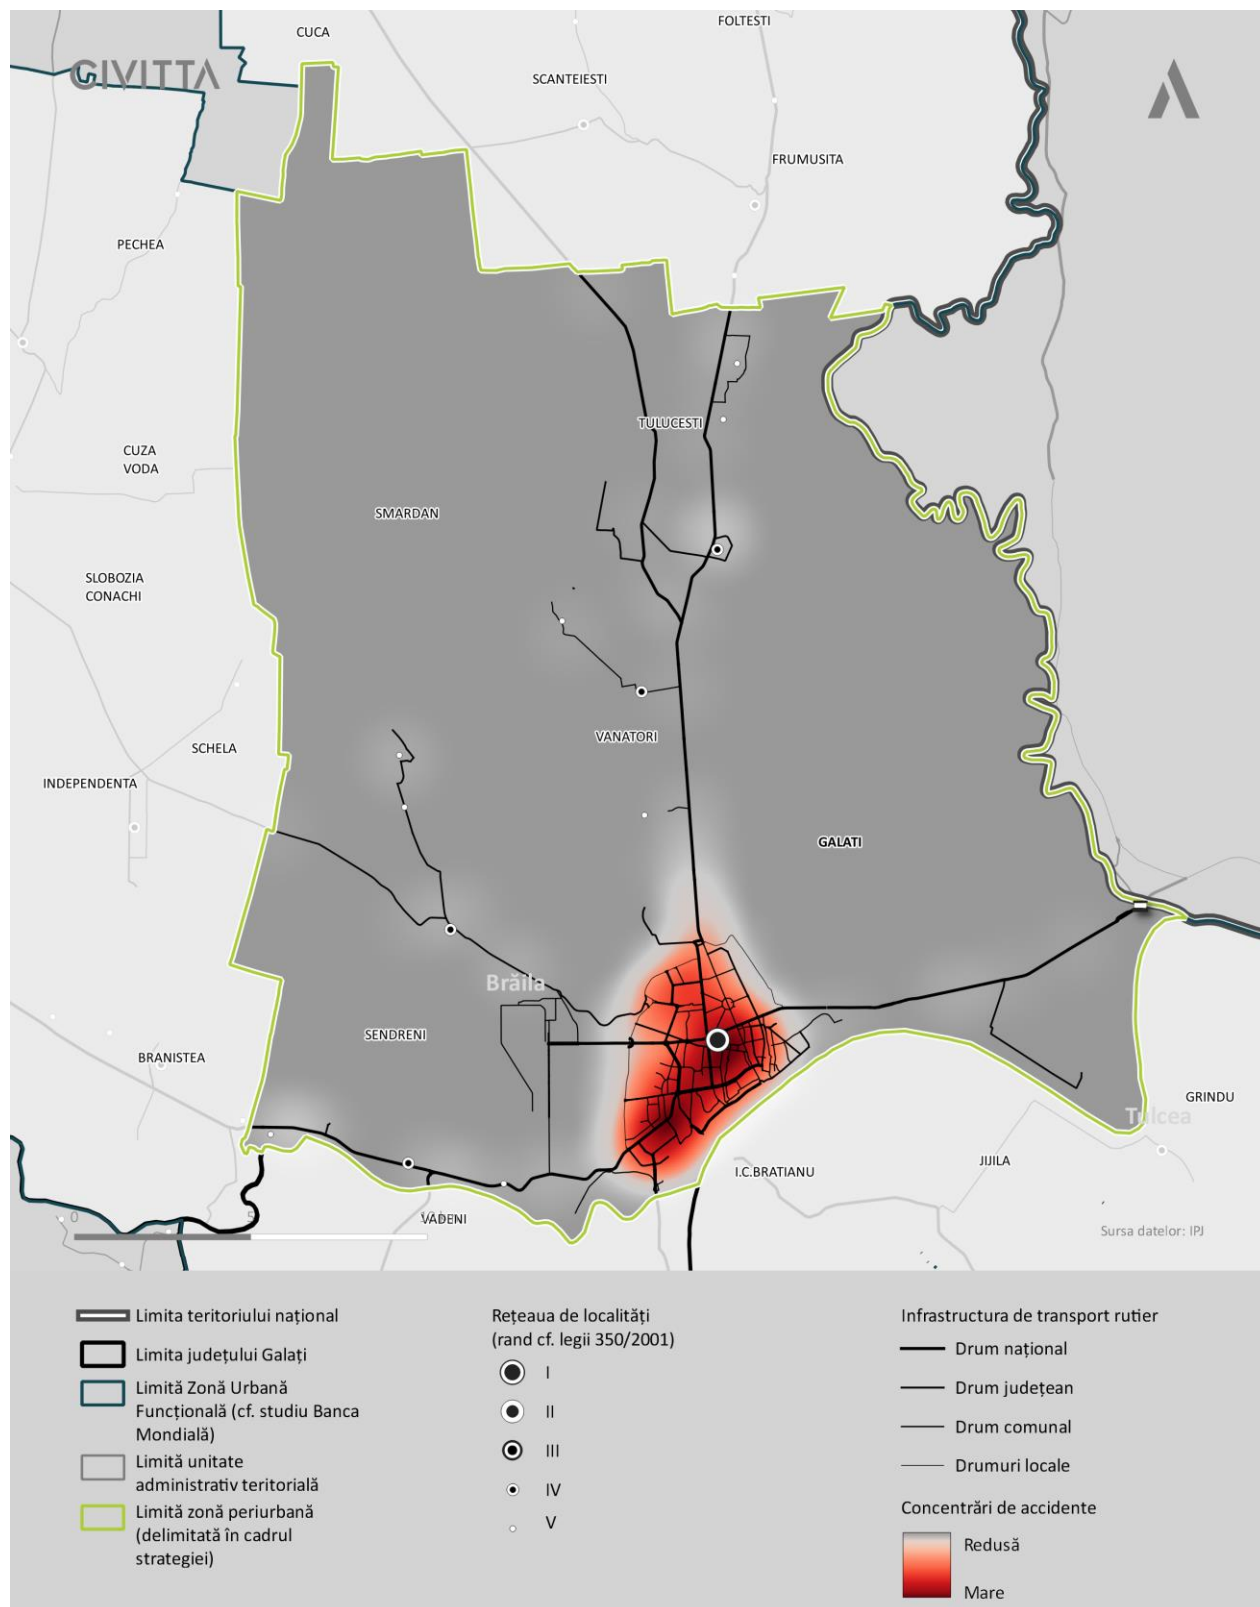 FOLTESTI
CUCA
CIVITTA
SCANTEIESTI
FRUMUSITA
PECHEA
TULUCESTI
CUZA
VODA
SMARDAN
SLOBOZIA
CONACHI
VANATORI
SCHELA
INDEPENDENTA
GALATI
Brăila
SENDRENI
BRANISTEA
GRINDU
Tulcea
JIJILA
I.C.BRATIANU
VADENI
0
5
Sursa datelor: IPJ
Limita teritoriului național
Limita județului Galați
Limită Zonă Urbană
Funcțională (cf. studiu Banca
Mondială)
Limită unitate
administrativ teritorială
Limită zonă periurbană
(delimitată în cadrul
strategiei)
Rețeaua de localități
(rand cf. legii 350/2001)
I
II
III
IV
V
Infrastructura de transport rutier
Drum național
Drum județean
Drum comunal
Drumuri locale
Concentrări de accidente
Redusă
Mare